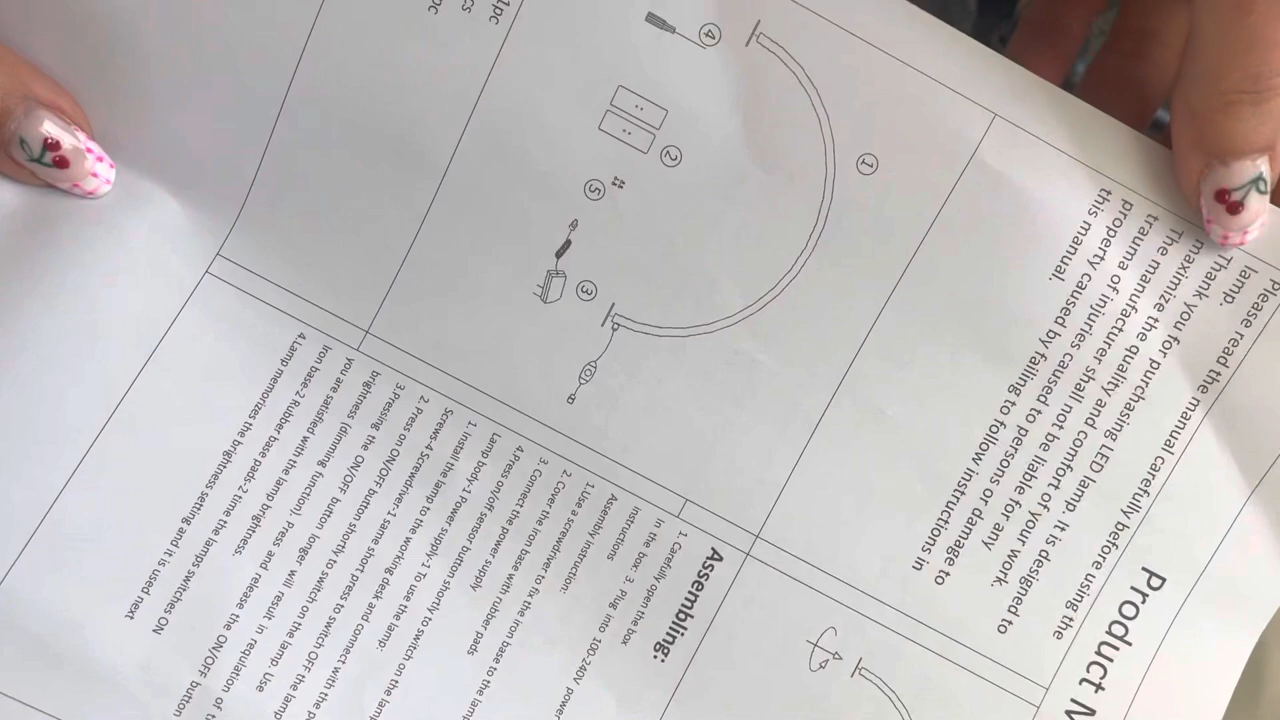 Product M
please read the manual carefully before using the
lamp.
Thank you for purchasing LED lamp. It is designed to
maximize the quality and comfort of your work.
The manufacturer shall not be liable for any
trauma or injuries caused to persons or damage to
property caused by failing to follow instructions in
this manual.
1
4
2
5
3
1pc
cs
pc
Assembling:
1. Carefully open the box
in the box: 3. Plug into 100-240V power
instructions
Assembly instruction:
1.Use a screwdriver to fix the iron base to the lamp
2. Cover the iron base with rubber pads
3. Connect the power supply
4.Press on/off sensor button shortly to switch on the lamp
Lamp body-1 Power supply-1 To use the lamp:
1. Install the lamp to the working desk and connect with the
Screws-4 Screwdriver-1 same short press to switch OFF the lamp
2. Press on ON/OFF button shortly to switch on the lamp. Use
3.Pressing the ON/OFF button longer will result in regulation of
brightness (dimming function). Press and release the ON/OFF button
you are satisfied with the lamp brightness.
Iron base-2 Rubber base pads-2 time the lamps switches ON
4.Lamp memorizes the brightness setting and it is used next